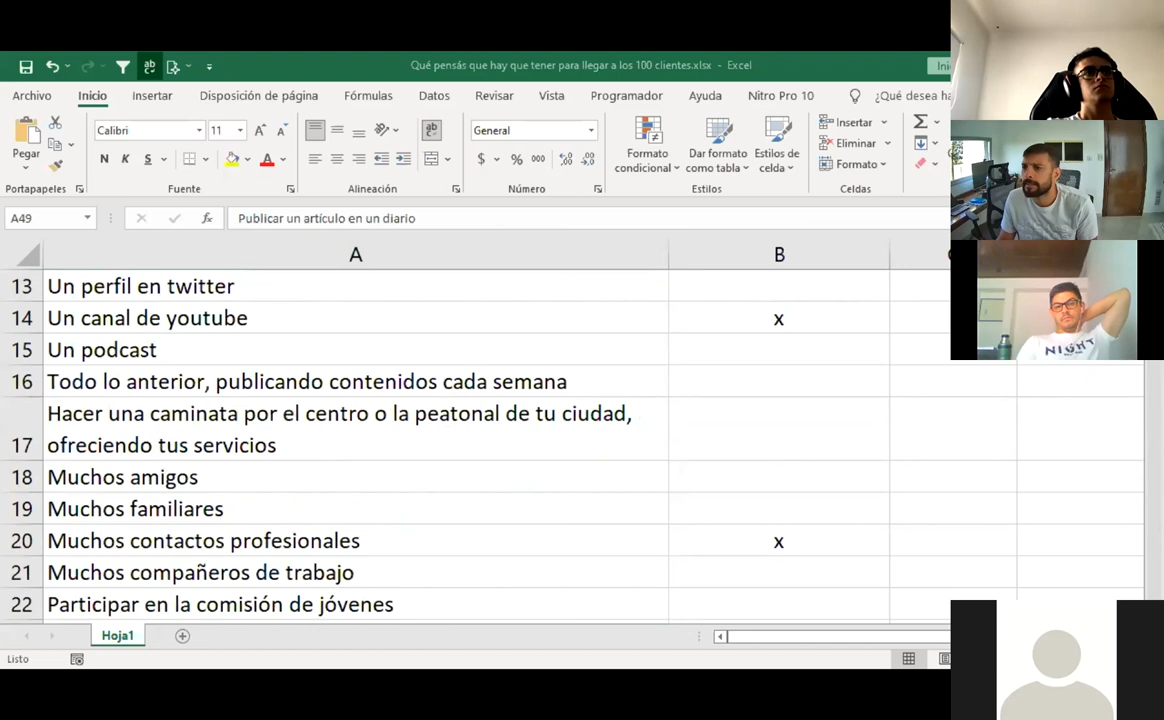 Qué pensás que hay que tener para llegar a los 100 clientes.xlsx - Excel
Ini
Archivo Inicio Insertar Disposición de página Fórmulas Datos Revisar Vista Programador Ayuda Nitro Pro 10 ¿Qué desea ha
Pegar
Calibri 11
N K S
General
$ % 000
Formato condicional
Dar formato como tabla
Estilos de celda
Insertar
Eliminar
Formato
Portapapeles Fuente Alineación Número Estilos Celdas
A49 fx Publicar un artículo en un diario
A B
13 Un perfil en twitter
14 Un canal de youtube x
15 Un podcast
16 Todo lo anterior, publicando contenidos cada semana
Hacer una caminata por el centro o la peatonal de tu ciudad,
17 ofreciendo tus servicios
18 Muchos amigos
19 Muchos familiares
20 Muchos contactos profesionales x
21 Muchos compañeros de trabajo
22 Participar en la comisión de jóvenes
Hoja1
Listo
NIGHT